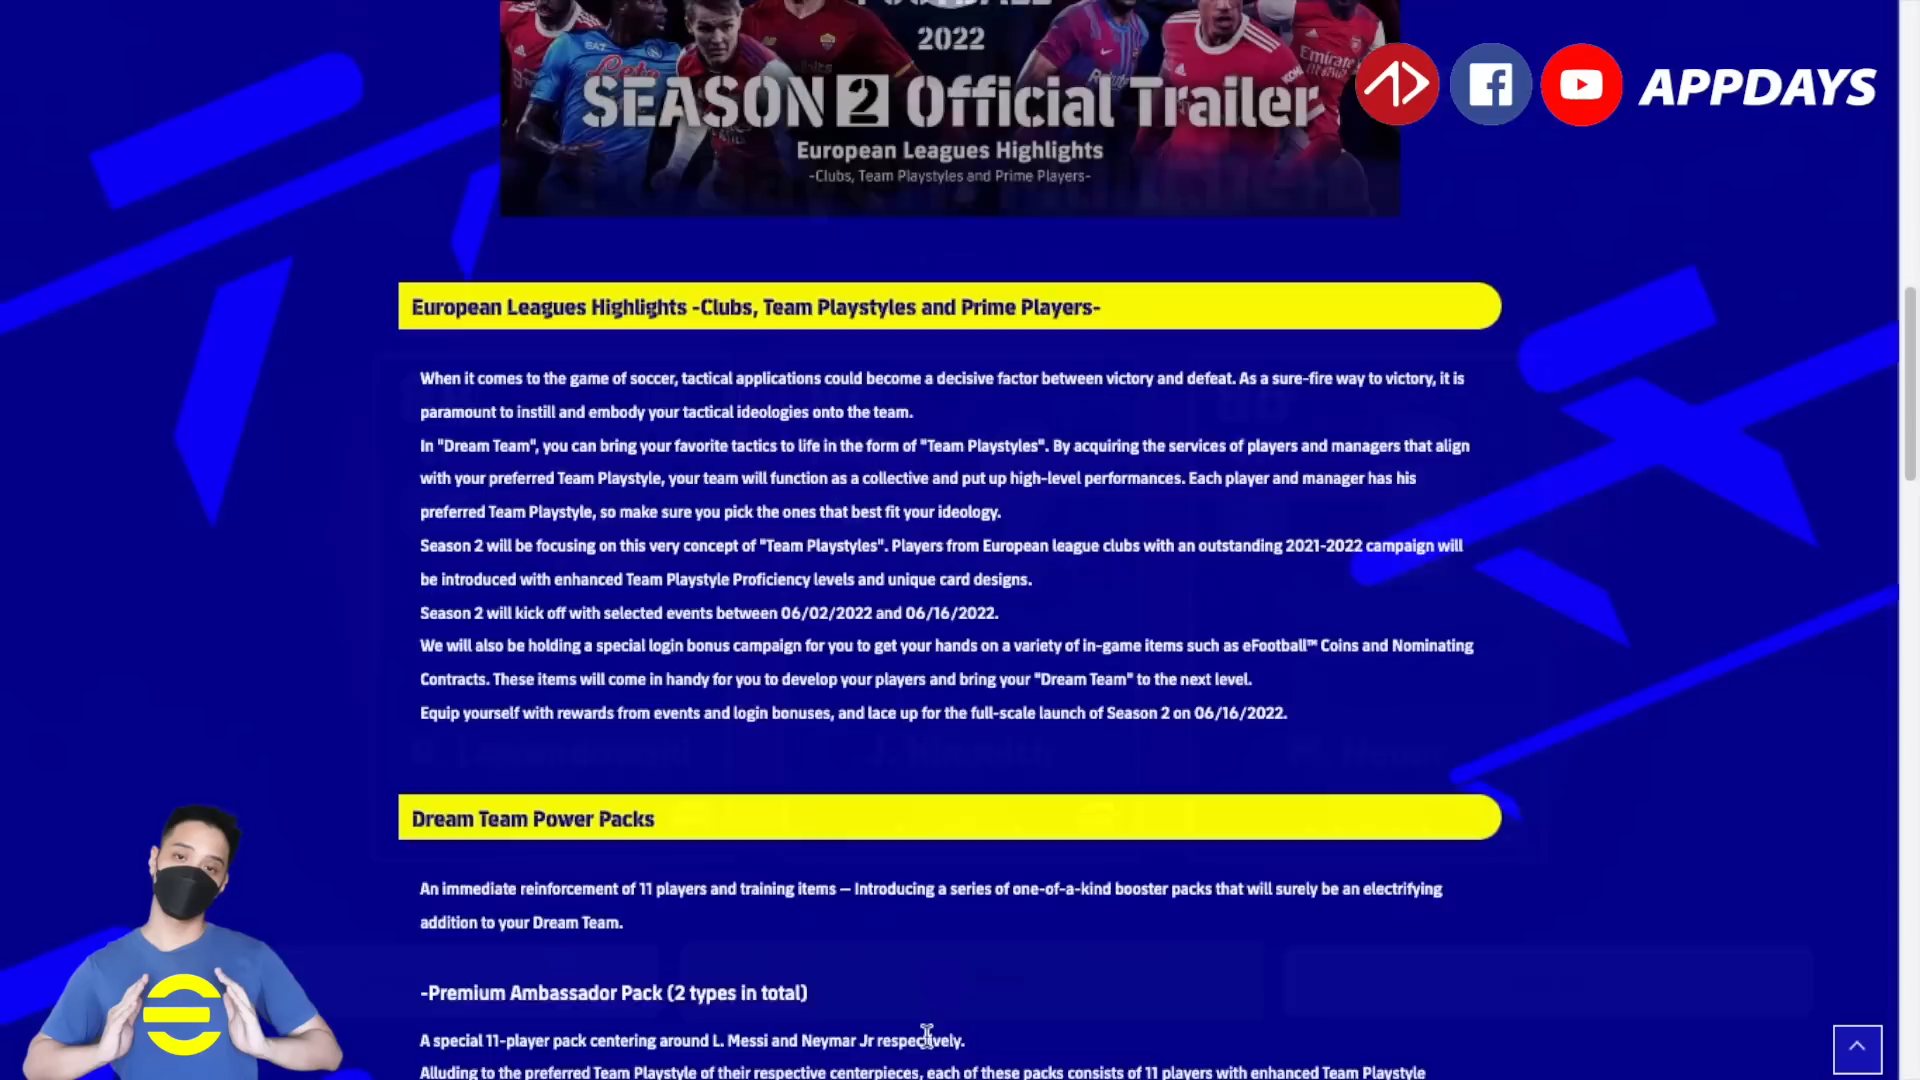 2022
SEASON 2 Official Trailer
European Leagues Highlights
-Clubs, Team Playstyles and Prime Players-
APPDAYS
European Leagues Highlights -Clubs, Team Playstyles and Prime Players-
When it comes to the game of soccer, tactical applications could become a decisive factor between victory and defeat. As a sure-fire way to victory, it is
paramount to instill and embody your tactical ideologies onto the team.
In "Dream Team", you can bring your favorite tactics to life in the form of "Team Playstyles". By acquiring the services of players and managers that align
with your preferred Team Playstyle, your team will function as a collective and put up high-level performances. Each player and manager has his
preferred Team Playstyle, so make sure you pick the ones that best fit your ideology.
Season 2 will be focusing on this very concept of "Team Playstyles". Players from European league clubs with an outstanding 2021-2022 campaign will
be introduced with enhanced Team Playstyle Proficiency levels and unique card designs.
Season 2 will kick off with selected events between 06/02/2022 and 06/16/2022.
We will also be holding a special login bonus campaign for you to get your hands on a variety of in-game items such as eFootball™ Coins and Nominating
Contracts. These items will come in handy for you to develop your players and bring your "Dream Team" to the next level.
Equip yourself with rewards from events and login bonuses, and lace up for the full-scale launch of Season 2 on 06/16/2022.
Dream Team Power Packs
An immediate reinforcement of 11 players and training items — Introducing a series of one-of-a-kind booster packs that will surely be an electrifying
addition to your Dream Team.
-Premium Ambassador Pack (2 types in total)
A special 11-player pack centering around L. Messi and Neymar Jr respectively.
Alluding to the preferred Team Playstyle of their respective centerpieces, each of these packs consists of 11 players with enhanced Team Playstyle